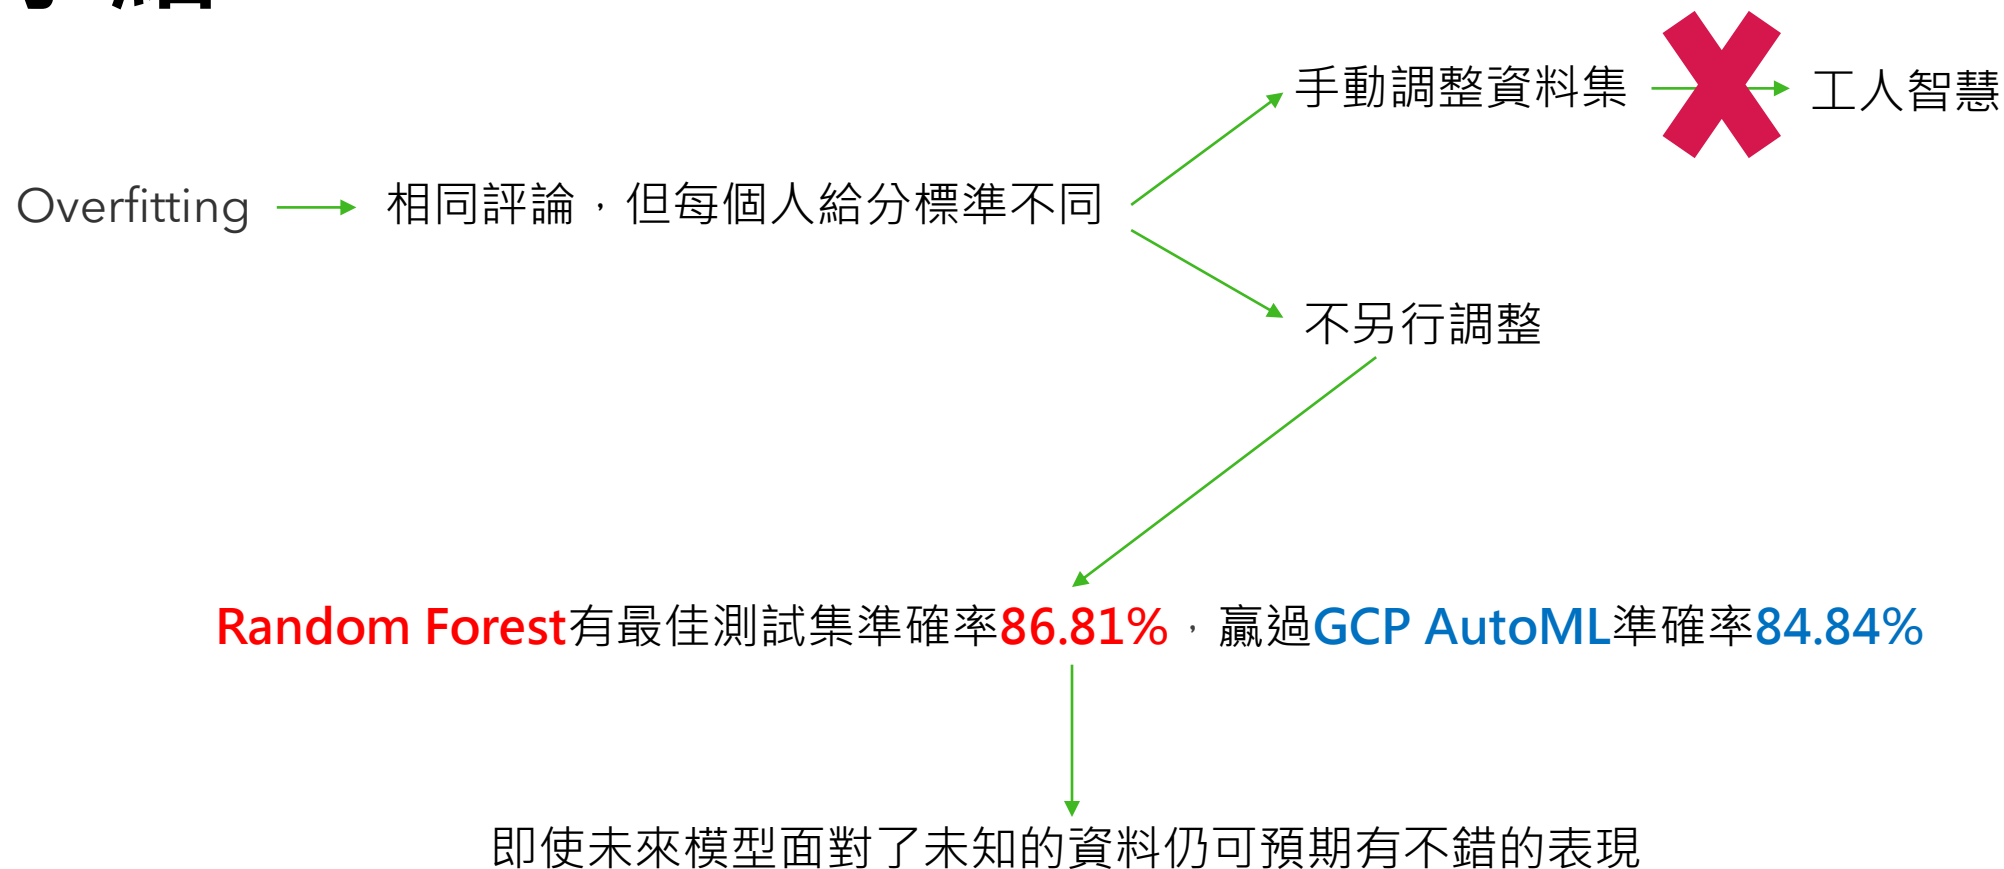 手動調整資料集
工人智慧
Overfitting
相同評論，但每個人給分標準不同
不另行調整
Random Forest有最佳測試集準確率86.81%，贏過GCP AutoML準確率84.84%
即使未來模型面對了未知的資料仍可預期有不錯的表現